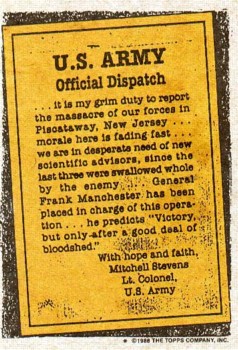 U.S. ARMY
Official Dispatch
. . . it is my grim duty to report
the massacre of our forces in
Piscataway, New Jersey . . .
morale here is fading fast . . .
we are in desperate need of new
scientific advisors, since the
last three were swallowed whole
by the enemy . . . General
Frank Manchester has been
placed in charge of this opera-
tion . . . he predicts "Victory,
but only after a good deal of
bloodshed."
With hope and faith,
Mitchell Stevens
Lt. Colonel,
U.S. Army
* ©1988 THE TOPPS COMPANY, INC.